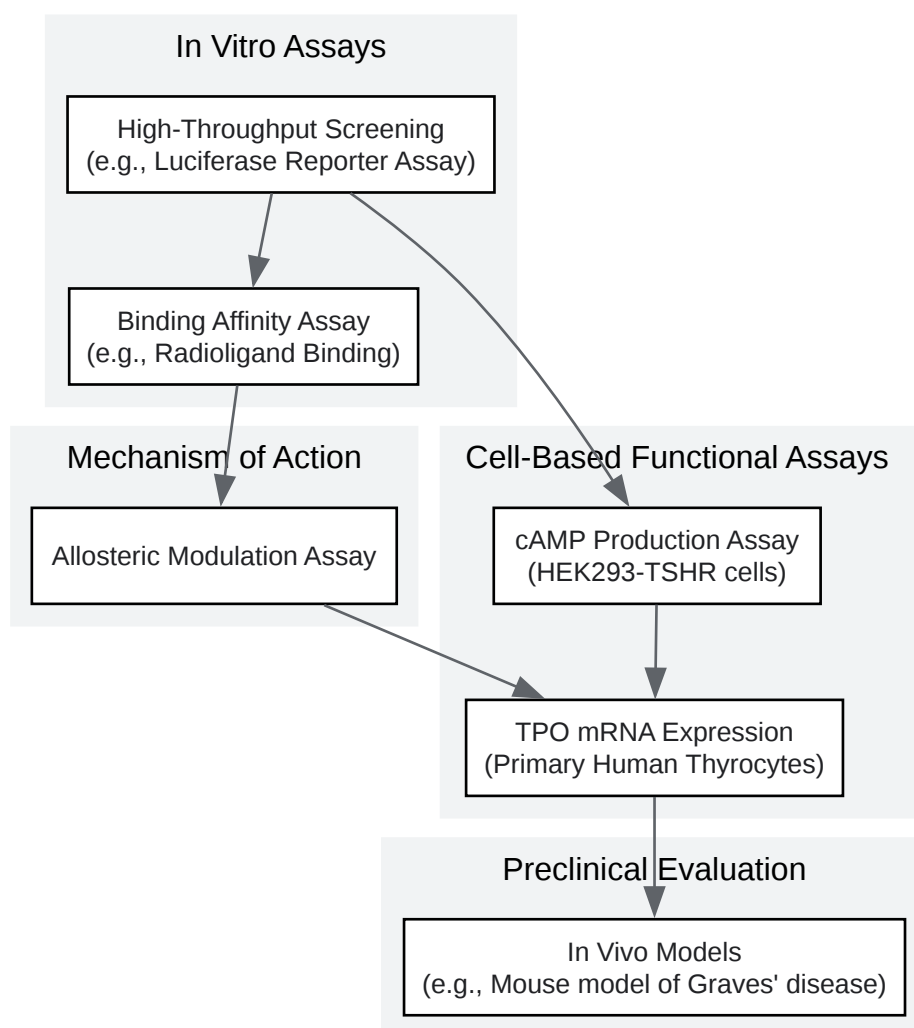 In Vitro Assays
High-Throughput Screening
(e.g., Luciferase Reporter Assay)
Binding Affinity Assay
(e.g., Radioligand Binding)
Mechanism of Action
Allosteric Modulation Assay
Cell-Based Functional Assays
cAMP Production Assay
(HEK293-TSHR cells)
TPO mRNA Expression
(Primary Human Thyrocytes)
Preclinical Evaluation
In Vivo Models
(e.g., Mouse model of Graves' disease)